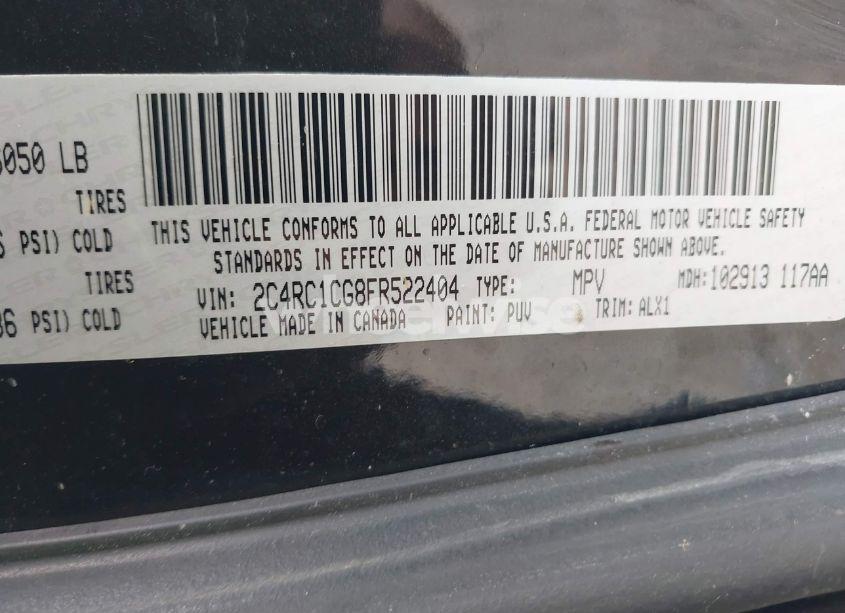 6050 LB
TIRES
PSI) COLD
TIRES
36 PSI) COLD
THIS VEHICLE CONFORMS TO ALL APPLICABLE U.S.A. FEDERAL MOTOR VEHICLE SAFETY
STANDARDS IN EFFECT ON THE DATE OF MANUFACTURE SHOWN ABOVE.
VIN: 2C4RC1CG8FR522404 TYPE: MPV MDH: 102913 117AA
VEHICLE MADE IN CANADA PAINT: PUV TRIM: ALX1